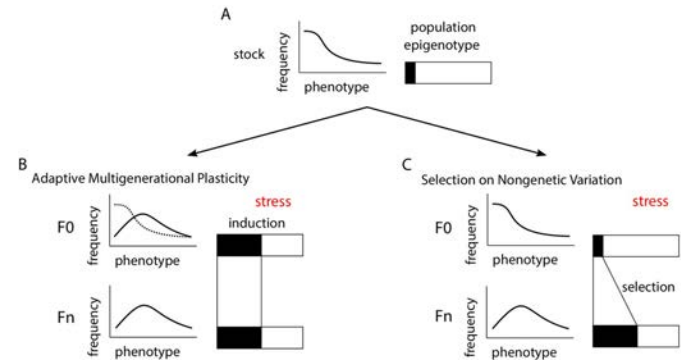 A
stock
frequency
phenotype
population
epigenotype
B
Adaptive Multigenerational Plasticity
F0
frequency
phenotype
stress
induction
Fn
frequency
phenotype
C
Selection on Nongenetic Variation
F0
frequency
phenotype
stress
selection
Fn
frequency
phenotype